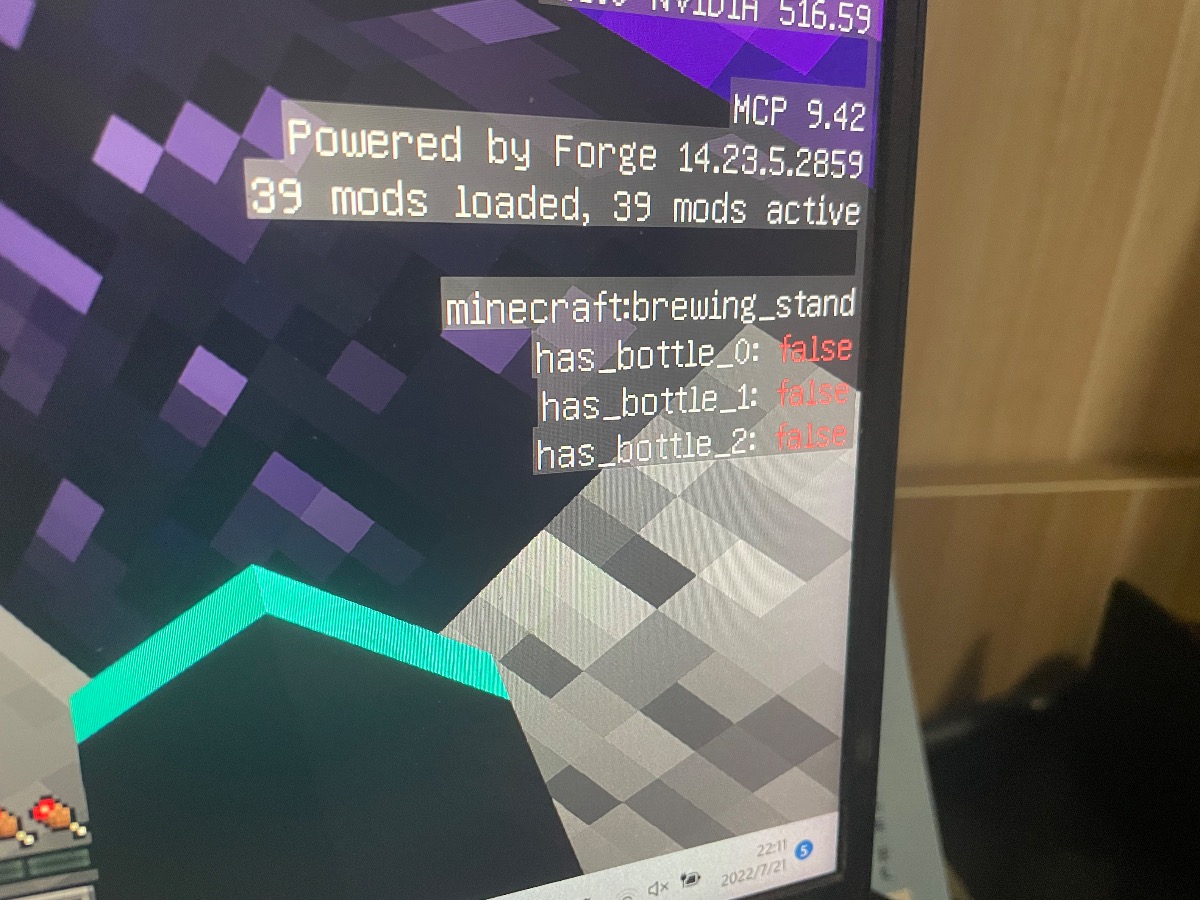 NVIDIA 516.59
MCP 9.42
Powered by Forge 14.23.5.2859
39 mods loaded, 39 mods active
minecraft:brewing_stand
has_bottle_0: false
has_bottle_1: false
has_bottle_2: false
22:11
5
2022/7/21